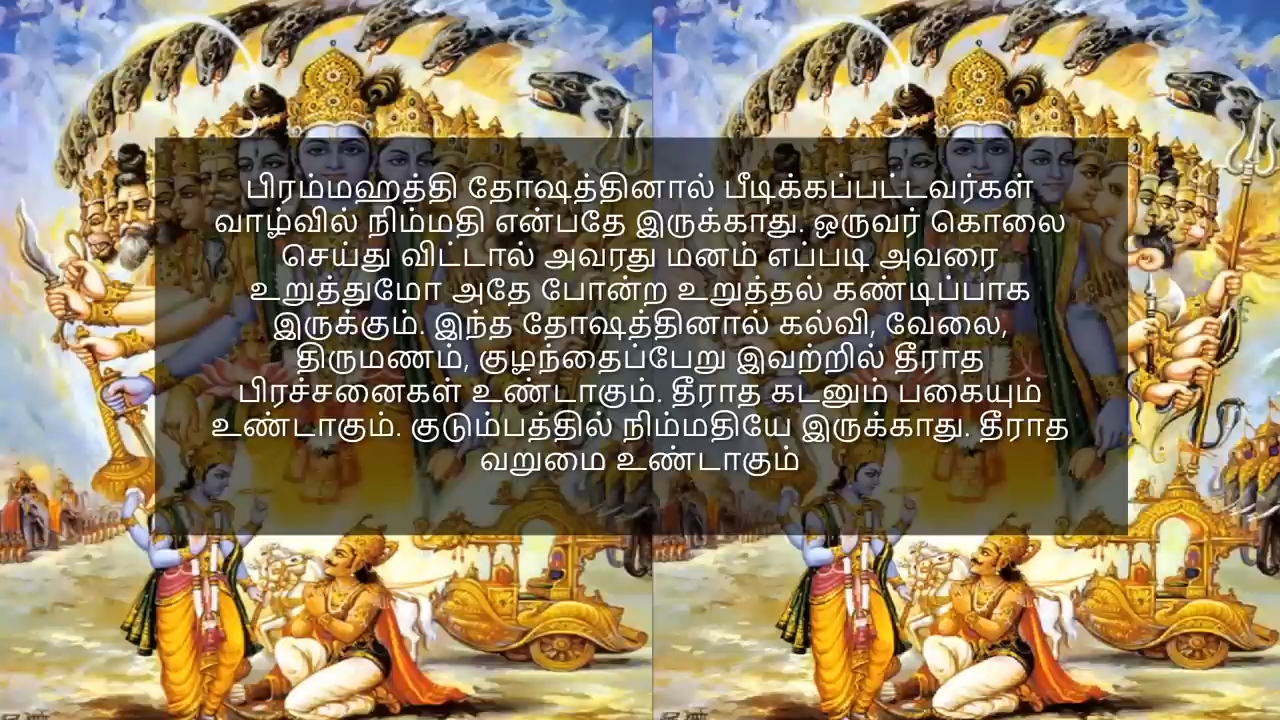 பிரம்மஹத்தி தோஷத்தினால் பீடிக்கப்பட்டவர்கள்
வாழ்வில் நிம்மதி என்பதே இருக்காது. ஒருவர் கொலை
செய்து விட்டால் அவரது மனம் எப்படி அவரை
உறுத்துமோ அதே போன்ற உறுத்தல் கண்டிப்பாக
இருக்கும். இந்த தோஷத்தினால் கல்வி, வேலை,
திருமணம், குழந்தைப்பேறு இவற்றில் தீராத
பிரச்சனைகள் உண்டாகும். தீராத கடனும் பகையும்
உண்டாகும். குடும்பத்தில் நிம்மதியே இருக்காது. தீராத
வறுமை உண்டாகும்